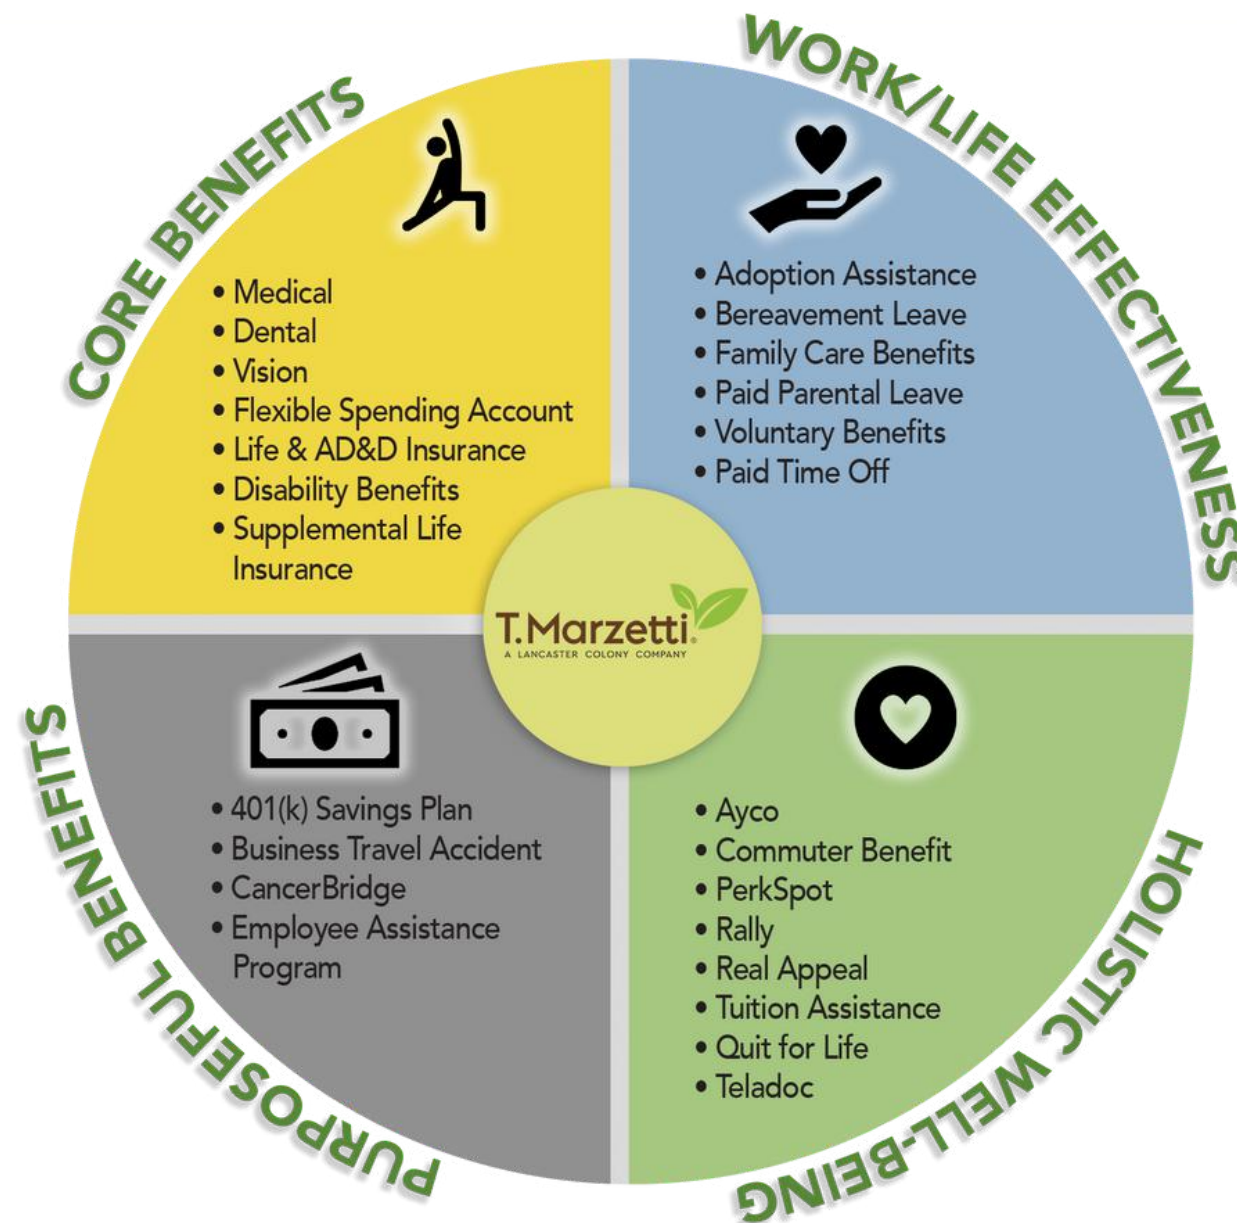 CORE BENEFITS
• Medical
• Dental
• Vision
• Flexible Spending Account
• Life & AD&D Insurance
• Disability Benefits
• Supplemental Life
Insurance
WORK/LIFE EFFECTIVENESS
• Adoption Assistance
• Bereavement Leave
• Family Care Benefits
• Paid Parental Leave
• Voluntary Benefits
• Paid Time Off
T.Marzetti®
A LANCASTER COLONY COMPANY
PURPOSEFUL BENEFITS
• 401(k) Savings Plan
• Business Travel Accident
• CancerBridge
• Employee Assistance
Program
HOLISTIC WELL-BEING
• Ayco
• Commuter Benefit
• PerkSpot
• Rally
• Real Appeal
• Tuition Assistance
• Quit for Life
• Teladoc